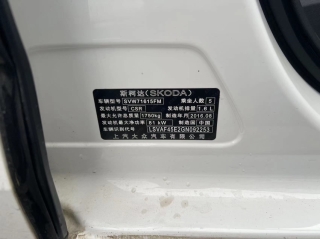 斯柯达(SKODA)
车辆型号 SVW71615FM 乘坐人数 5
发动机型号 CSR 发动机排量 1.6L
最大允许总质量 1750kg 制造年月 2016.08
发动机最大净功率 81 kW 制造国 中国
车辆识别代号 LSVAF45E2GN092253
上汽大众汽车有限公司